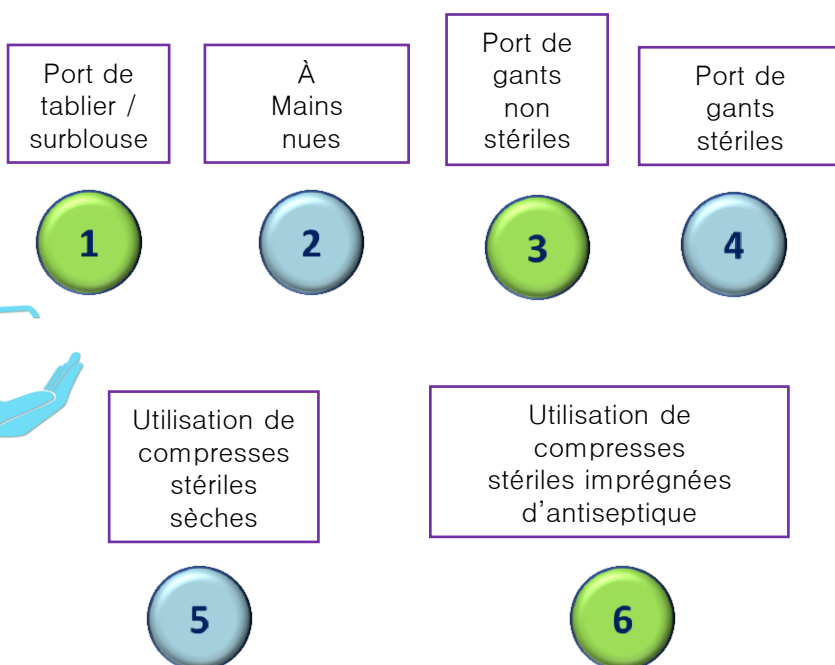 Port de
tablier /
surblouse
À
Mains
nues
Port de
gants
non
stériles
Port de
gants
stériles
1
2
3
4
Utilisation de
compresses
stériles
sèches
Utilisation de
compresses
stériles imprégnées
d’antiseptique
5
6